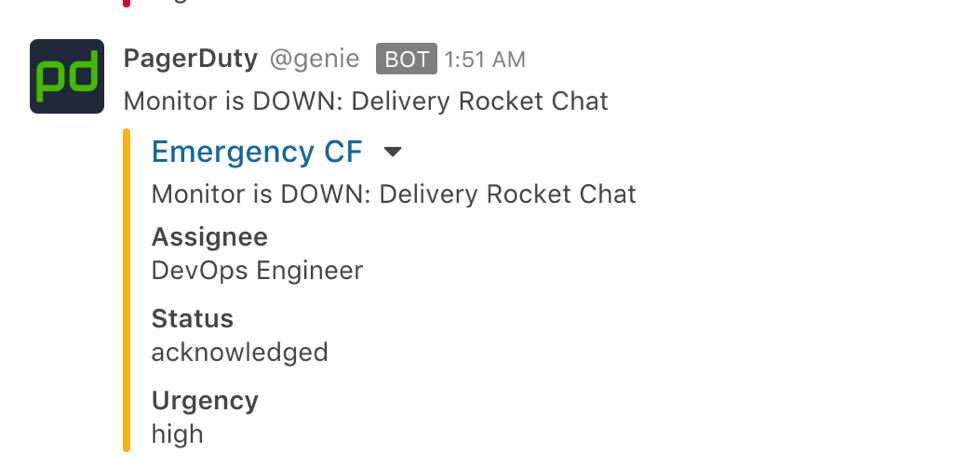 PagerDuty @genie BOT 1:51 AM
pd
Monitor is DOWN: Delivery Rocket Chat
Emergency CF
Monitor is DOWN: Delivery Rocket Chat
Assignee
DevOps Engineer
Status
acknowledged
Urgency
high